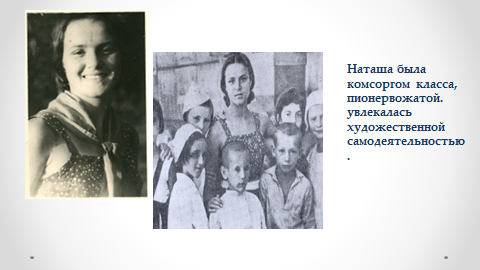 Наташа была
комсоргом класса,
пионервожатой.
увлекалась
художественной
самодеятельностью
.